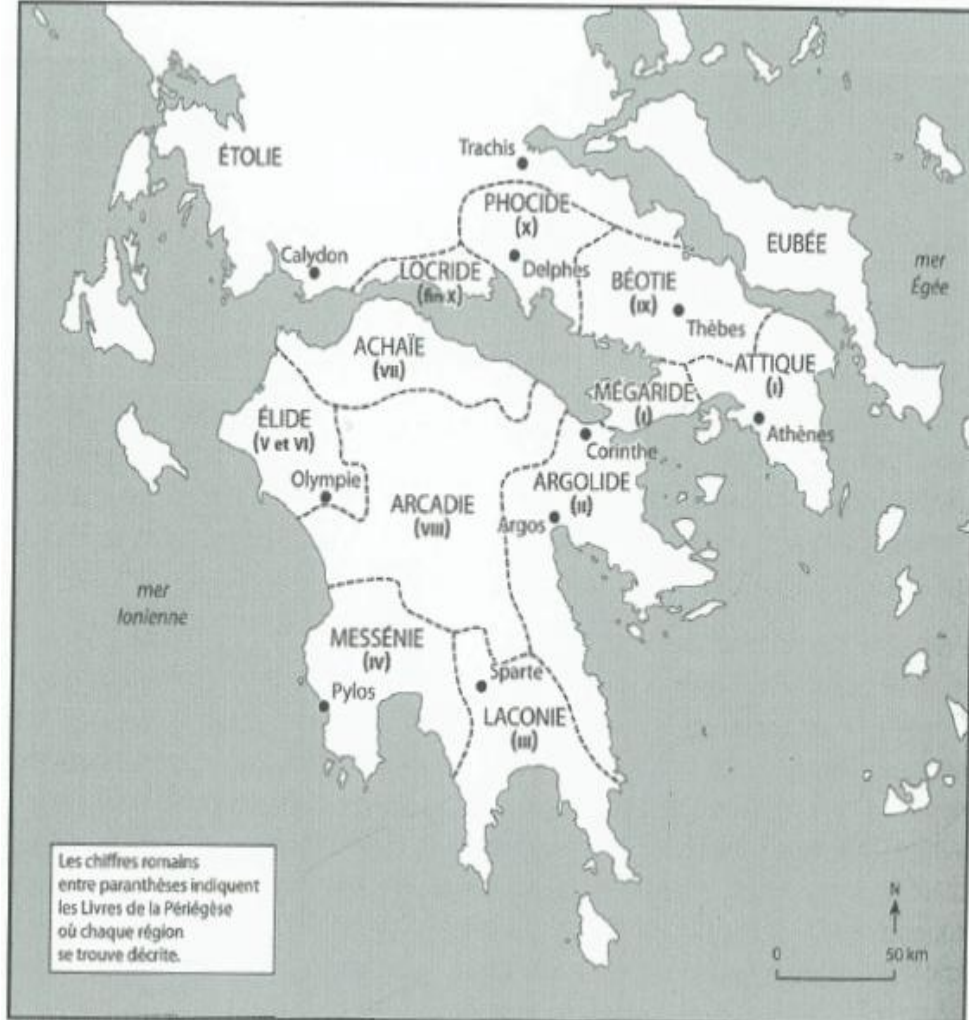 ÉTOLIE
Trachis
PHOCIDE
(X)
EUBÉE
mer
Égée
Calydon
LOCRIDE
(fin X)
Delphes
BÉOTIE
(IX)
Thèbes
ACHAÏE
(VII)
ATTIQUE
(I)
MÉGARIDE
(I)
Athènes
ÉLIDE
(V et VI)
Corinthe
Olympie
ARGOLIDE
(II)
ARCADIE
(VIII)
Argos
mer
Ionienne
MESSÉNIE
(IV)
Sparte
Pylos
LACONIE
(III)
Les chiffres romains
entre paranthèses indiquent
les Livres de la Périégèse
où chaque région
se trouve décrite.
N
0 50 km